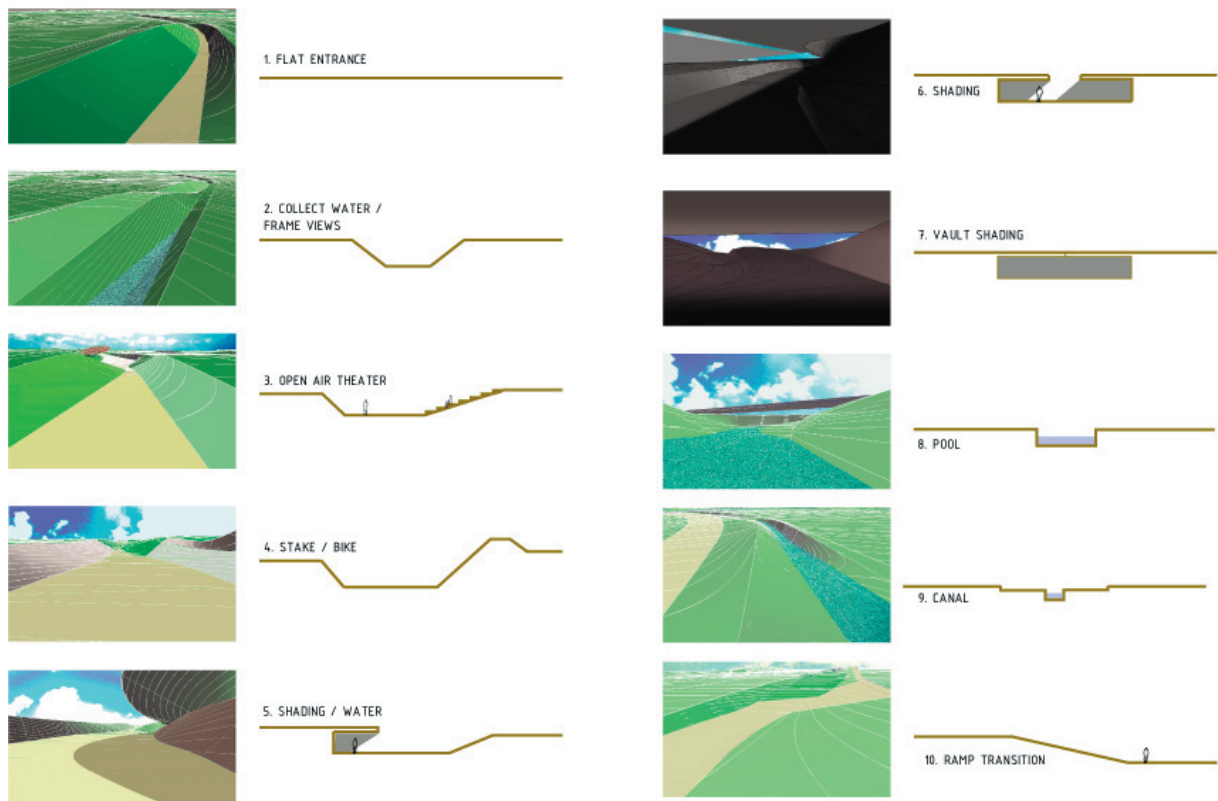 1. FLAT ENTRANCE
2. COLLECT WATER /
FRAME VIEWS
3. OPEN AIR THEATER
4. STAKE / BIKE
5. SHADING / WATER
6. SHADING
7. VAULT SHADING
8. POOL
9. CANAL
10. RAMP TRANSITION